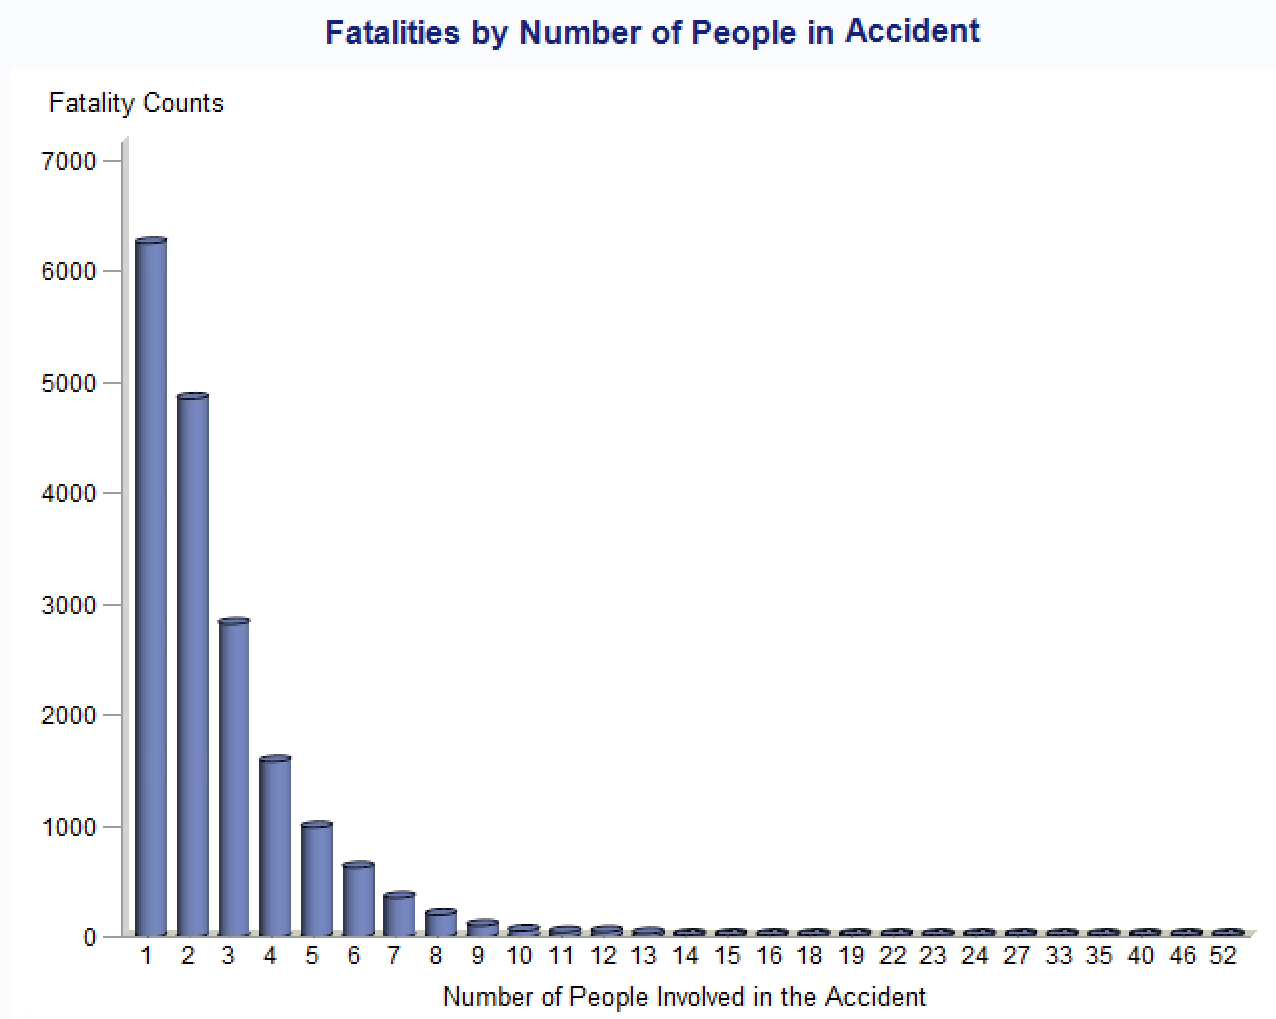 Fatalities by Number of People in Accident
Fatality Counts
7000
6000
5000
4000
3000
2000
1000
0
1 2 3 4 5 6 7 8 9 10 11 12 13 14 15 16 18 19 22 23 24 27 33 35 40 46 52
Number of People Involved in the Accident